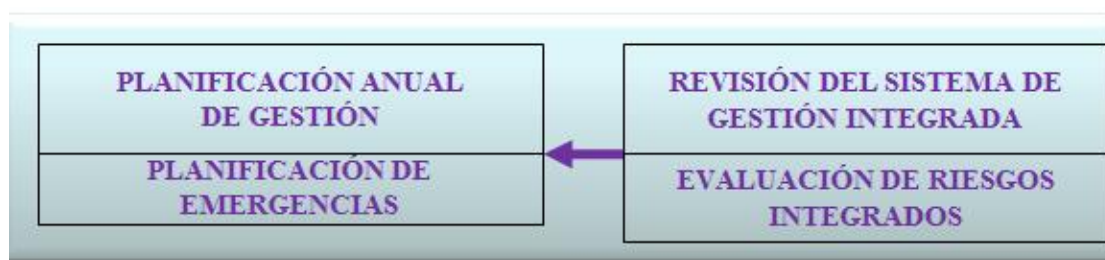 PLANIFICACIÓN ANUAL
DE GESTIÓN
PLANIFICACIÓN DE
EMERGENCIAS
REVISIÓN DEL SISTEMA DE
GESTIÓN INTEGRADA
EVALUACIÓN DE RIESGOS
INTEGRADOS